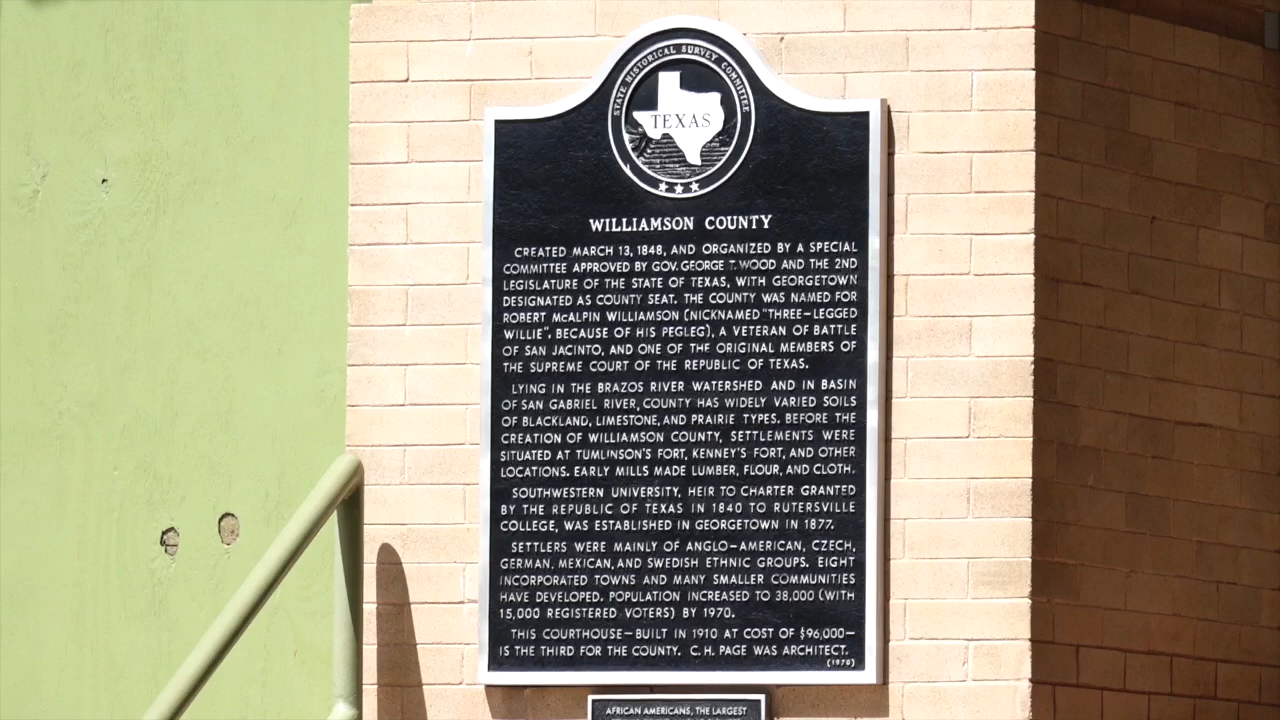 STATE HISTORICAL SURVEY COMMITTEE
TEXAS
WILLIAMSON COUNTY
CREATED MARCH 13, 1848, AND ORGANIZED BY A SPECIAL
COMMITTEE APPROVED BY GOV. GEORGE T. WOOD AND THE 2ND
LEGISLATURE OF THE STATE OF TEXAS, WITH GEORGETOWN
DESIGNATED AS COUNTY SEAT. THE COUNTY WAS NAMED FOR
ROBERT McALPIN WILLIAMSON (NICKNAMED "THREE-LEGGED
WILLIE", BECAUSE OF HIS PEGLEG), A VETERAN OF BATTLE
OF SAN JACINTO, AND ONE OF THE ORIGINAL MEMBERS OF
THE SUPREME COURT OF THE REPUBLIC OF TEXAS.
LYING IN THE BRAZOS RIVER WATERSHED AND IN BASIN
OF SAN GABRIEL RIVER, COUNTY HAS WIDELY VARIED SOILS
OF BLACKLAND, LIMESTONE, AND PRAIRIE TYPES. BEFORE THE
CREATION OF WILLIAMSON COUNTY, SETTLEMENTS WERE
SITUATED AT TUMLINSON'S FORT, KENNEY'S FORT, AND OTHER
LOCATIONS. EARLY MILLS MADE LUMBER, FLOUR, AND CLOTH.
SOUTHWESTERN UNIVERSITY, HEIR TO CHARTER GRANTED
BY THE REPUBLIC OF TEXAS IN 1840 TO RUTERSVILLE
COLLEGE, WAS ESTABLISHED IN GEORGETOWN IN 1877.
SETTLERS WERE MAINLY OF ANGLO-AMERICAN, CZECH,
GERMAN, MEXICAN, AND SWEDISH ETHNIC GROUPS. EIGHT
INCORPORATED TOWNS AND MANY SMALLER COMMUNITIES
HAVE DEVELOPED. POPULATION INCREASED TO 38,000 (WITH
15,000 REGISTERED VOTERS) BY 1970.
THIS COURTHOUSE-BUILT IN 1910 AT COST OF $96,000-
IS THE THIRD FOR THE COUNTY. C. H. PAGE WAS ARCHITECT.
(1970)
AFRICAN AMERICANS, THE LARGEST